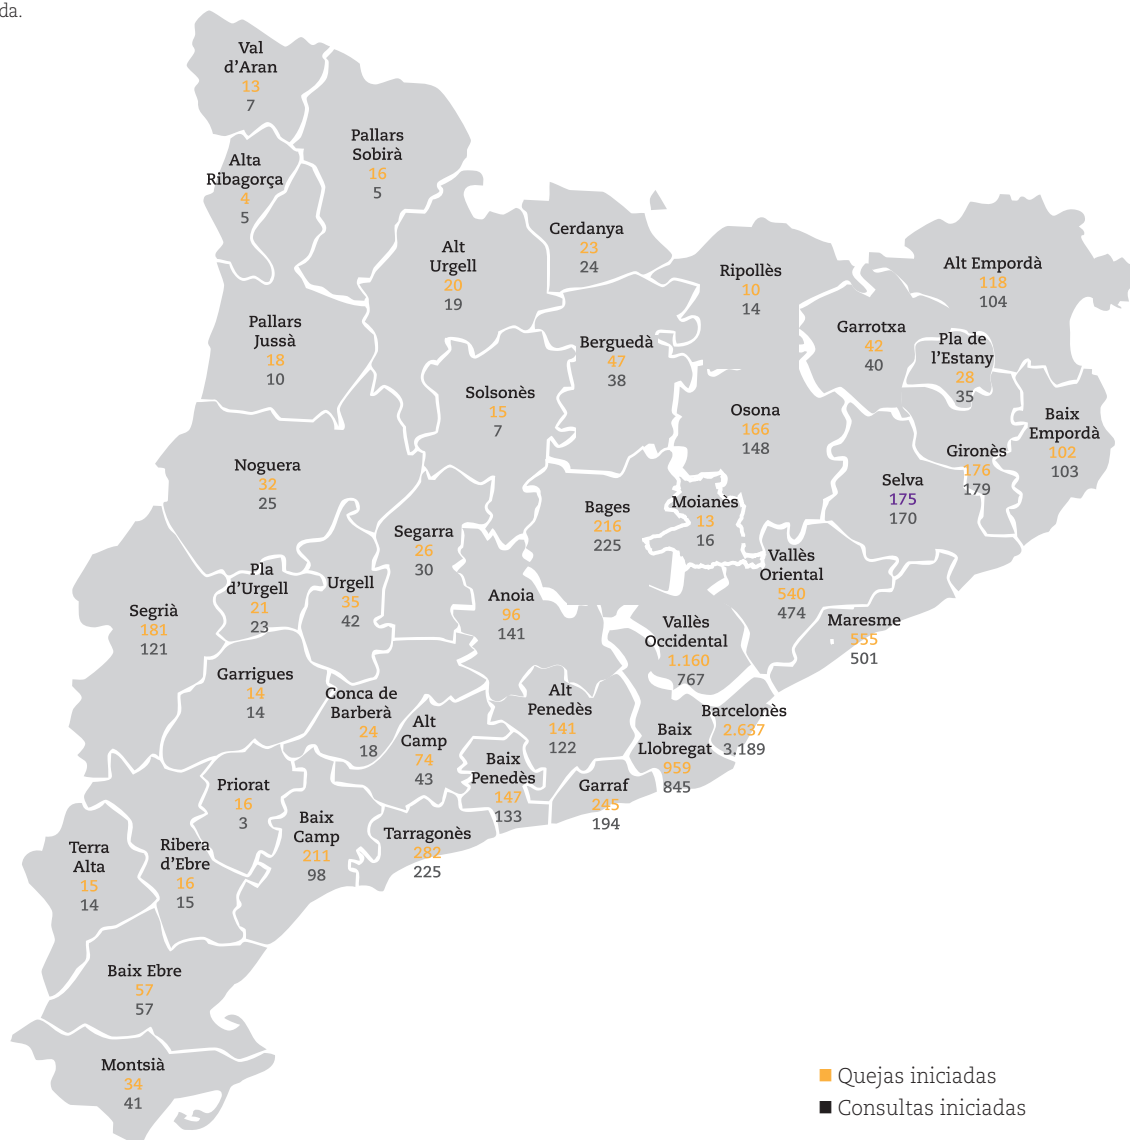 da.
Val
d'Aran
13
7
Pallars
Sobirà
16
5
Alta
Ribagorça
4
5
Cerdanya
23
24
Alt
Urgell
20
19
Ripollès
10
14
Alt Empordà
118
104
Pallars
Jussà
18
10
Garrotxa
42
40
Pla de
l'Estany
28
35
Berguedà
47
38
Solsonès
15
7
Osona
166
148
Baix
Empordà
102
103
Gironès
176
179
Noguera
32
25
Selva
175
170
Bages
216
225
Moianès
13
16
Segarra
26
30
Vallès
Oriental
540
474
Pla
d'Urgell
21
23
Urgell
35
42
Anoia
96
141
Segrià
181
121
Maresme
555
501
Vallès
Occidental
1.160
767
Garrigues
14
14
Conca de
Barberà
24
18
Alt
Penedès
141
122
Barcelonès
2.637
3.189
Alt
Camp
74
43
Baix
Llobregat
959
845
Baix
Penedès
147
133
Garraf
245
194
Priorat
16
3
Baix
Camp
211
98
Tarragonès
282
225
Terra
Alta
15
14
Ribera
d'Ebre
16
15
Baix Ebre
57
57
Montsià
34
41
Quejas iniciadas
Consultas iniciadas